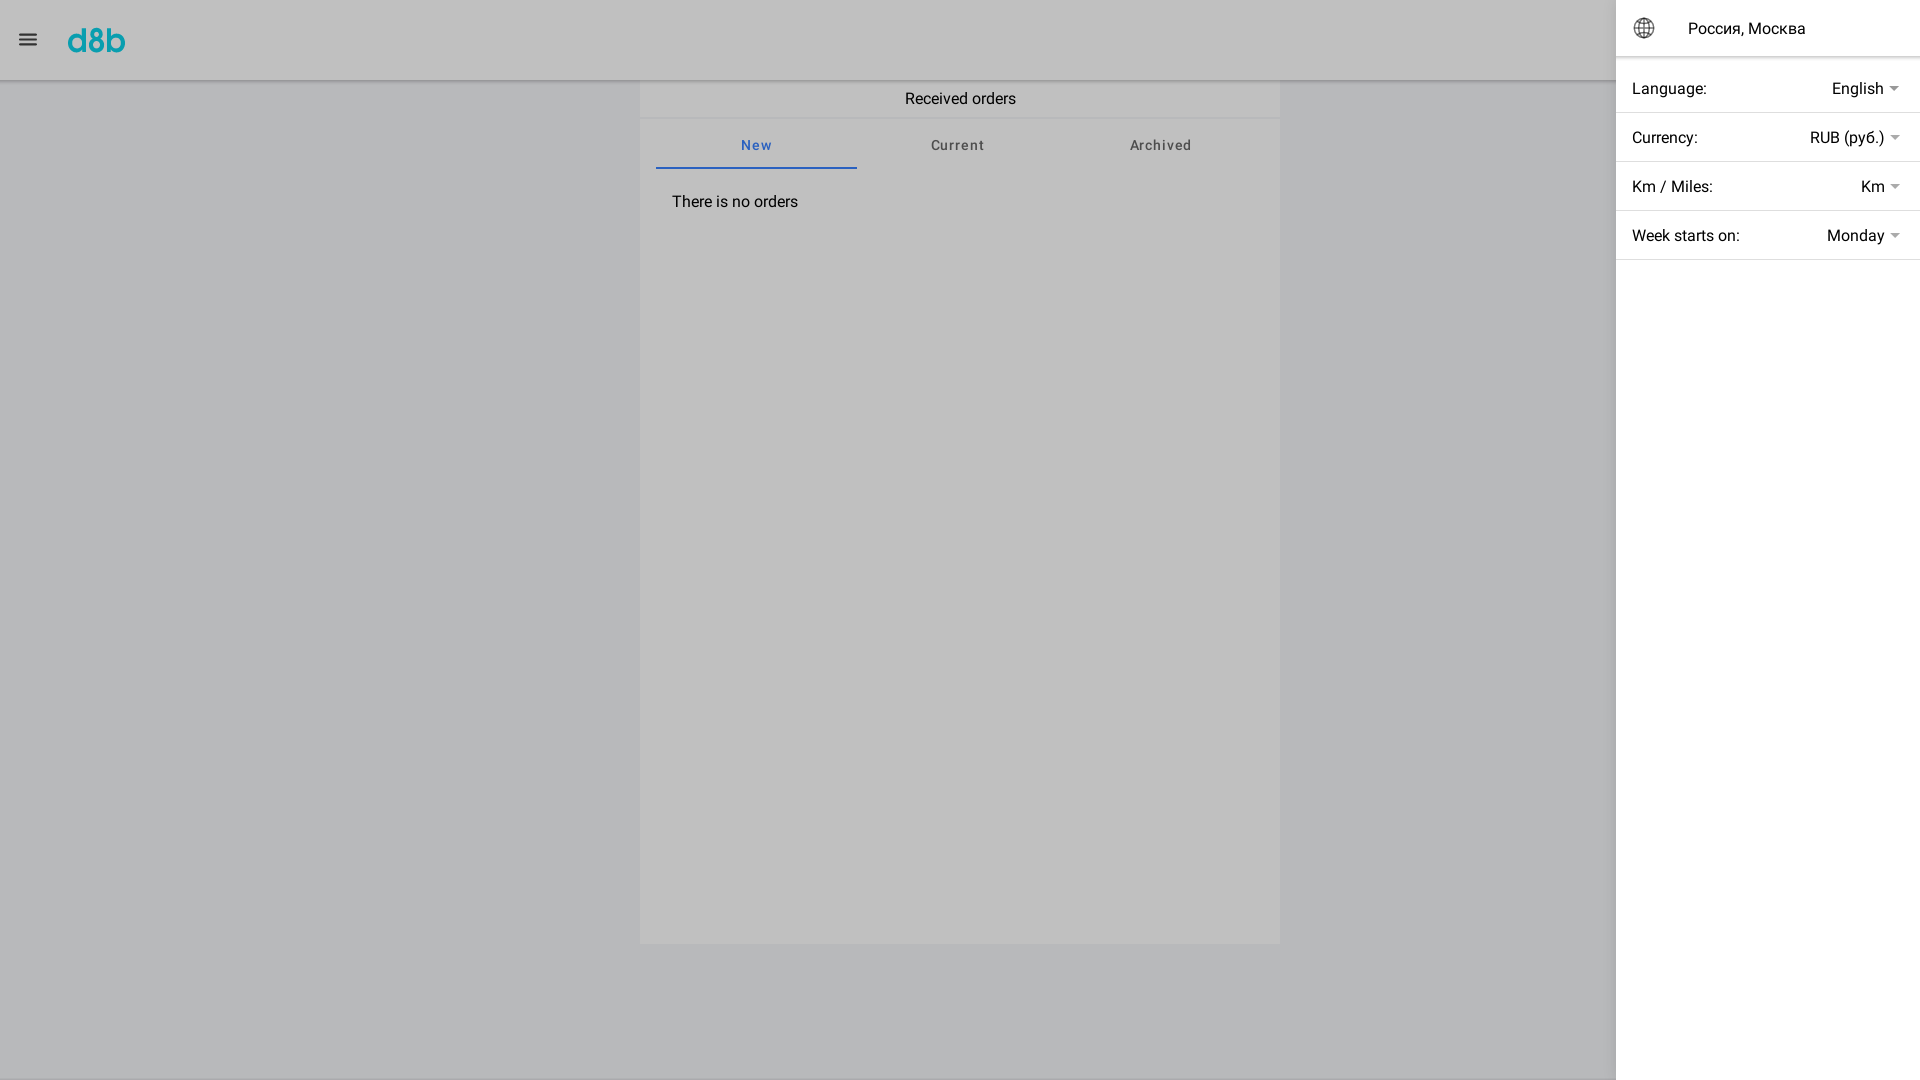 d8b
Received orders
New Current Archived
There is no orders
Россия, Москва
Language: English
Currency: RUB (руб.)
Km / Miles: Km
Week starts on: Monday